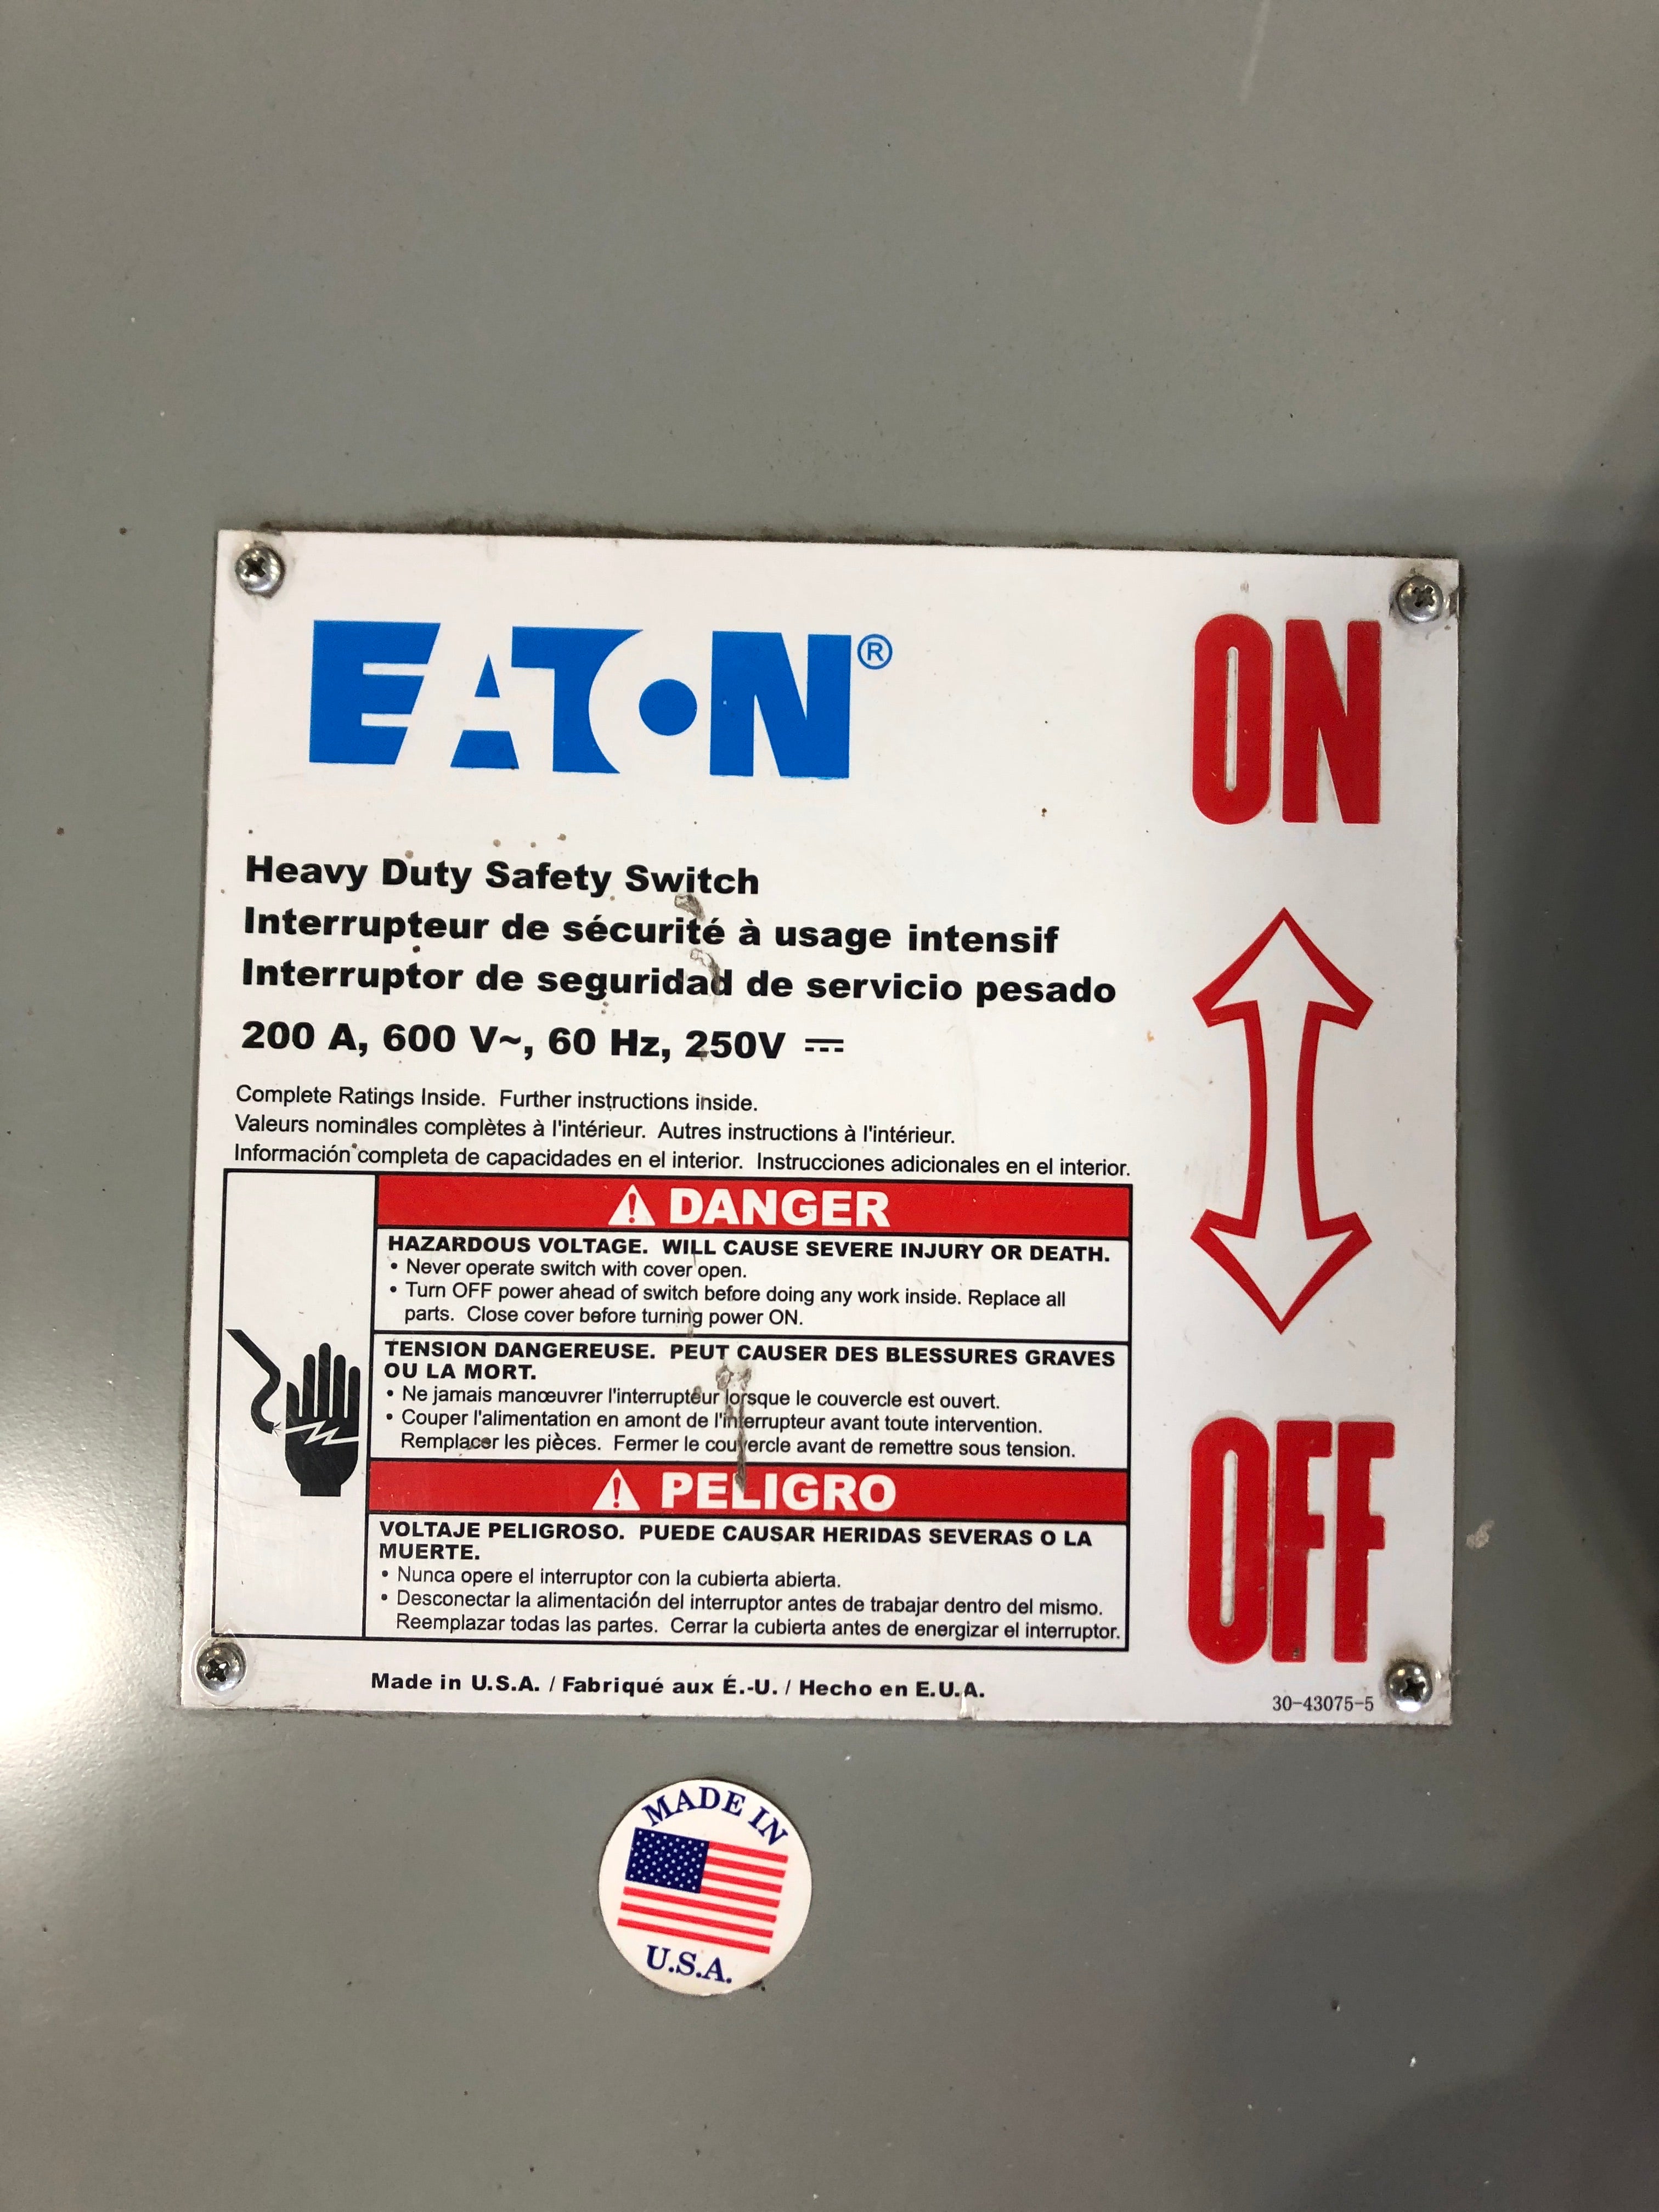 EATON®
ON
Heavy Duty Safety Switch
Interrupteur de sécurité à usage intensif
Interruptor de seguridad de servicio pesado
200 A, 600 V~, 60 Hz, 250V ⎓
Complete Ratings Inside. Further instructions inside.
Valeurs nominales complètes à l'intérieur. Autres instructions à l'intérieur.
Información completa de capacidades en el interior. Instrucciones adicionales en el interior.
⚠ DANGER
HAZARDOUS VOLTAGE. WILL CAUSE SEVERE INJURY OR DEATH.
• Never operate switch with cover open.
• Turn OFF power ahead of switch before doing any work inside. Replace all
parts. Close cover before turning power ON.
TENSION DANGEREUSE. PEUT CAUSER DES BLESSURES GRAVES
OU LA MORT.
• Ne jamais manœuvrer l'interrupteur lorsque le couvercle est ouvert.
• Couper l'alimentation en amont de l'interrupteur avant toute intervention.
Remplacer les pièces. Fermer le couvercle avant de remettre sous tension.
⚠ PELIGRO
VOLTAJE PELIGROSO. PUEDE CAUSAR HERIDAS SEVERAS O LA
MUERTE.
• Nunca opere el interruptor con la cubierta abierta.
• Desconectar la alimentación del interruptor antes de trabajar dentro del mismo.
Reemplazar todas las partes. Cerrar la cubierta antes de energizar el interruptor.
OFF
Made in U.S.A. / Fabriqué aux É.-U. / Hecho en E.U.A.
30-43075-5
MADE IN
U.S.A.